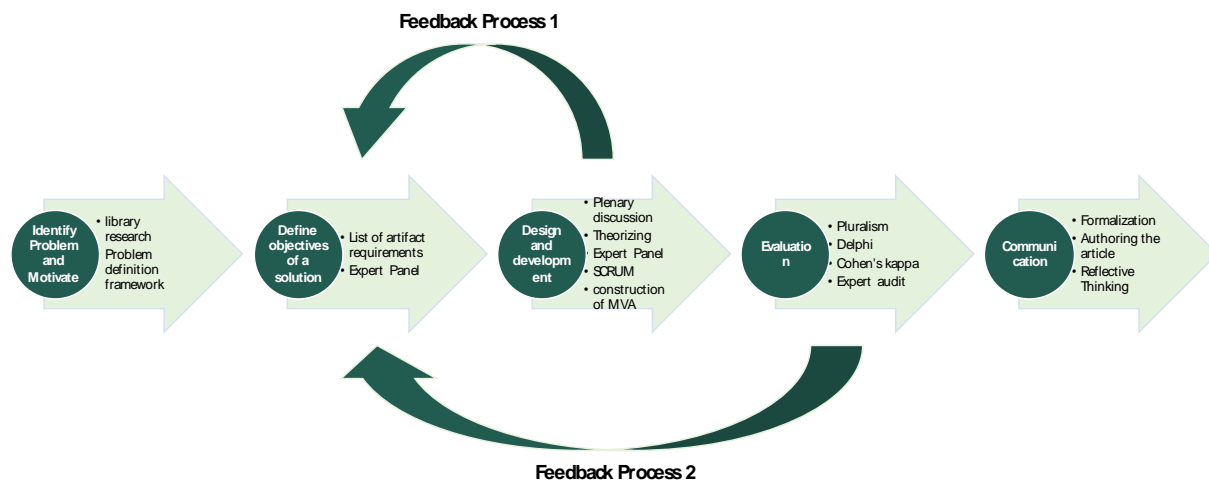 Feedback Process 1
Identify
Problem
and
Motivate
• library
research
• Problem
definition
framework
Define
objectives
of a
solution
• List of artifact
requirements
• Expert Panel
Design
and
developm
ent
• Plenary
discussion
• Theorizing
• Expert Panel
• SCRUM
• construction
of MVA
Evaluatio
n
• Pluralism
• Delphi
• Cohen's kappa
• Expert audit
Communi
cation
• Formalization
• Authoring the
article
• Reflective
Thinking
Feedback Process 2